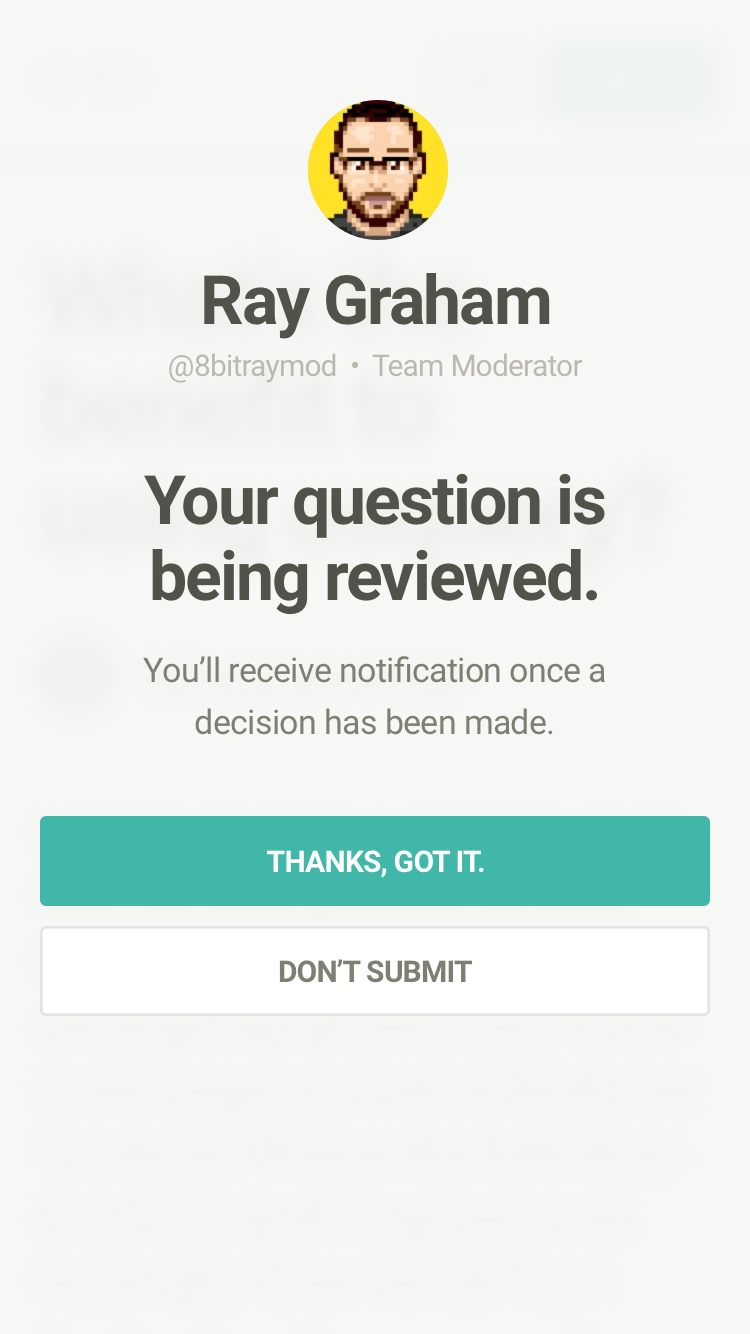 Ray Graham
@8bitraymod • Team Moderator
Your question is
being reviewed.
You’ll receive notification once a
decision has been made.
THANKS, GOT IT.
DON’T SUBMIT